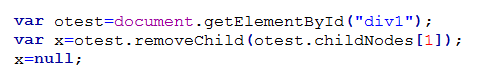 var otest=document.getElementById("div1");
var x=otest.removeChild(otest.childNodes[1]);
x=null;